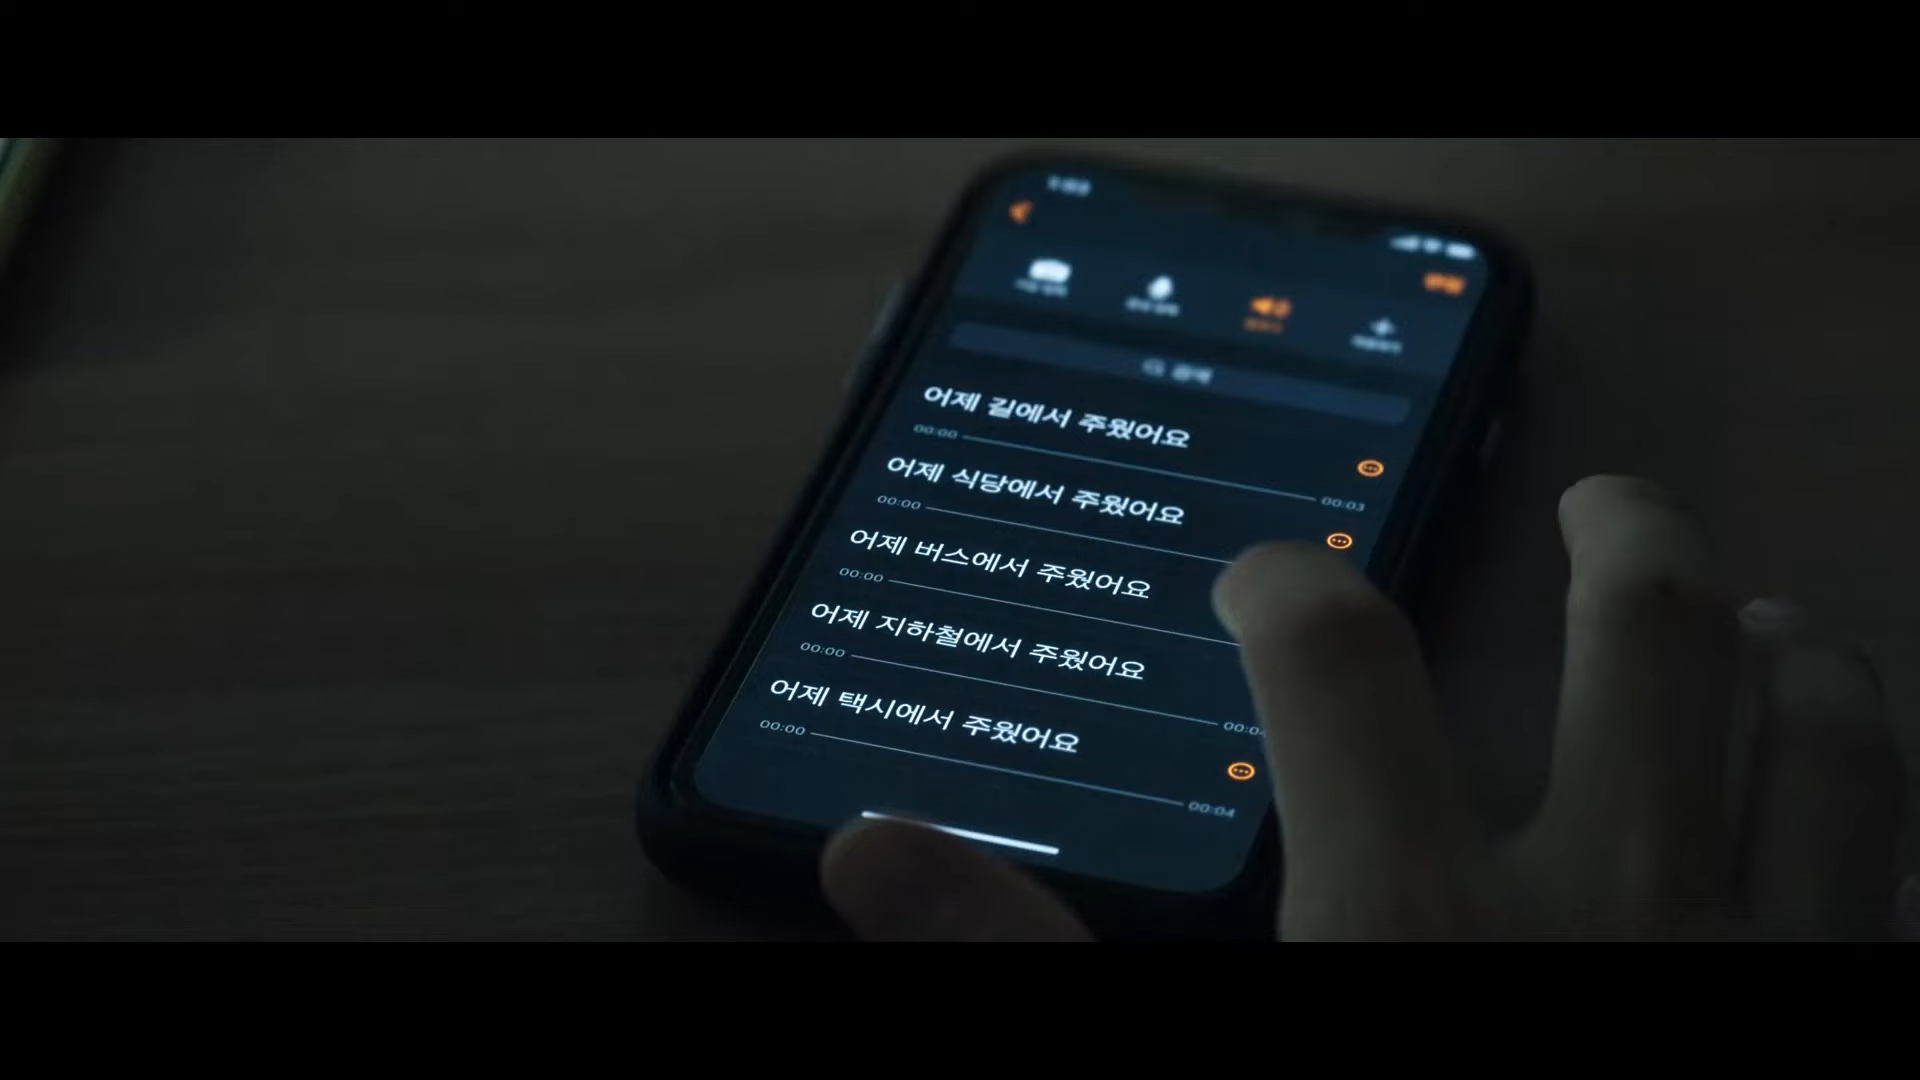 검색
어제 길에서 주웠어요
00:00 00:03
어제 식당에서 주웠어요
00:00
어제 버스에서 주웠어요
00:00
어제 지하철에서 주웠어요
00:00
어제 택시에서 주웠어요
00:00 00:04